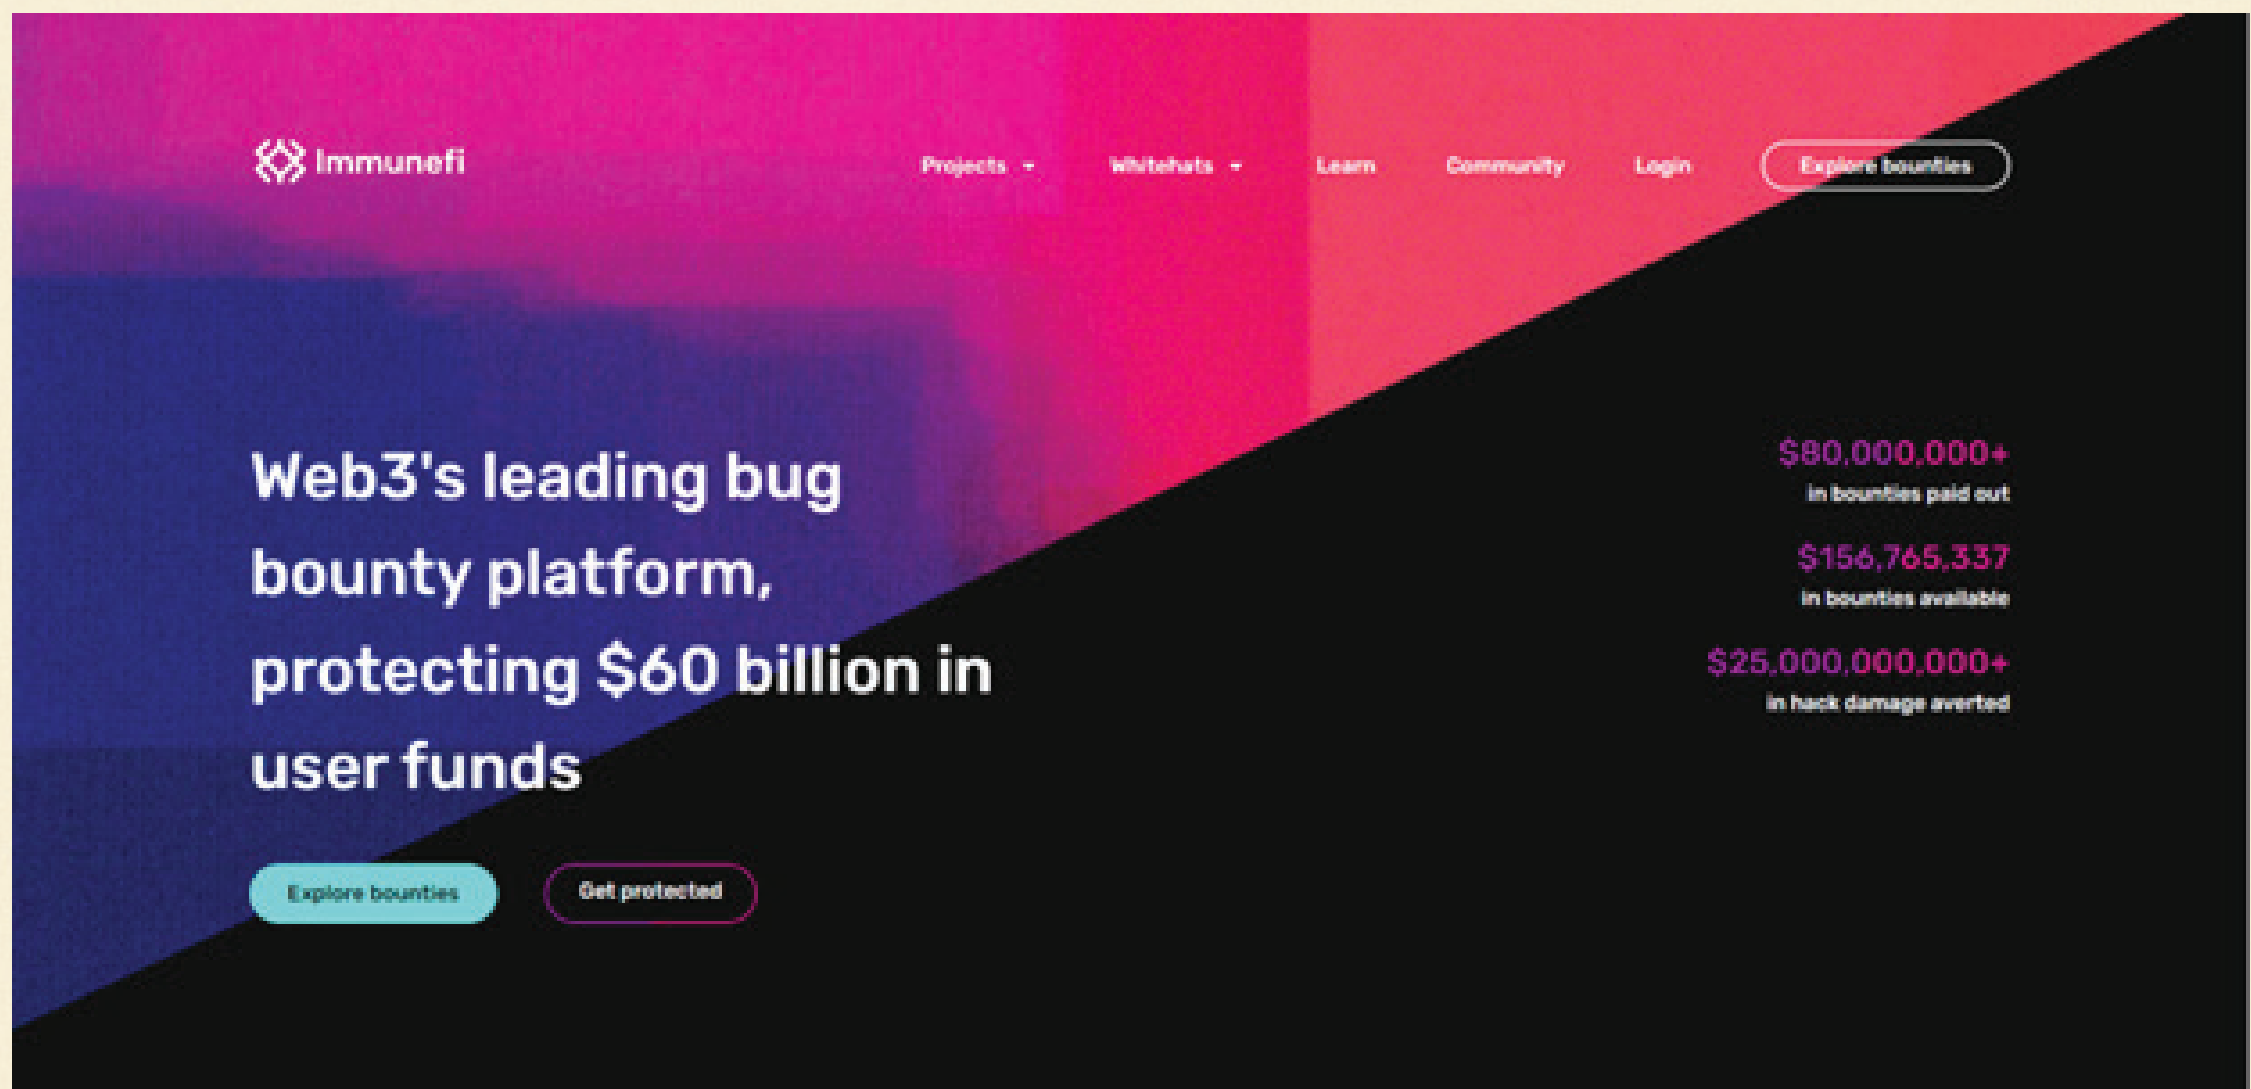 Immunefi
Projects
Whitehats
Learn
Community
Login
Explore bounties
Web3's leading bug
bounty platform,
protecting $60 billion in
user funds
Explore bounties
Get protected
$80,000,000+
in bounties paid out
$156,765,337
in bounties available
$25,000,000,000+
in hack damage averted